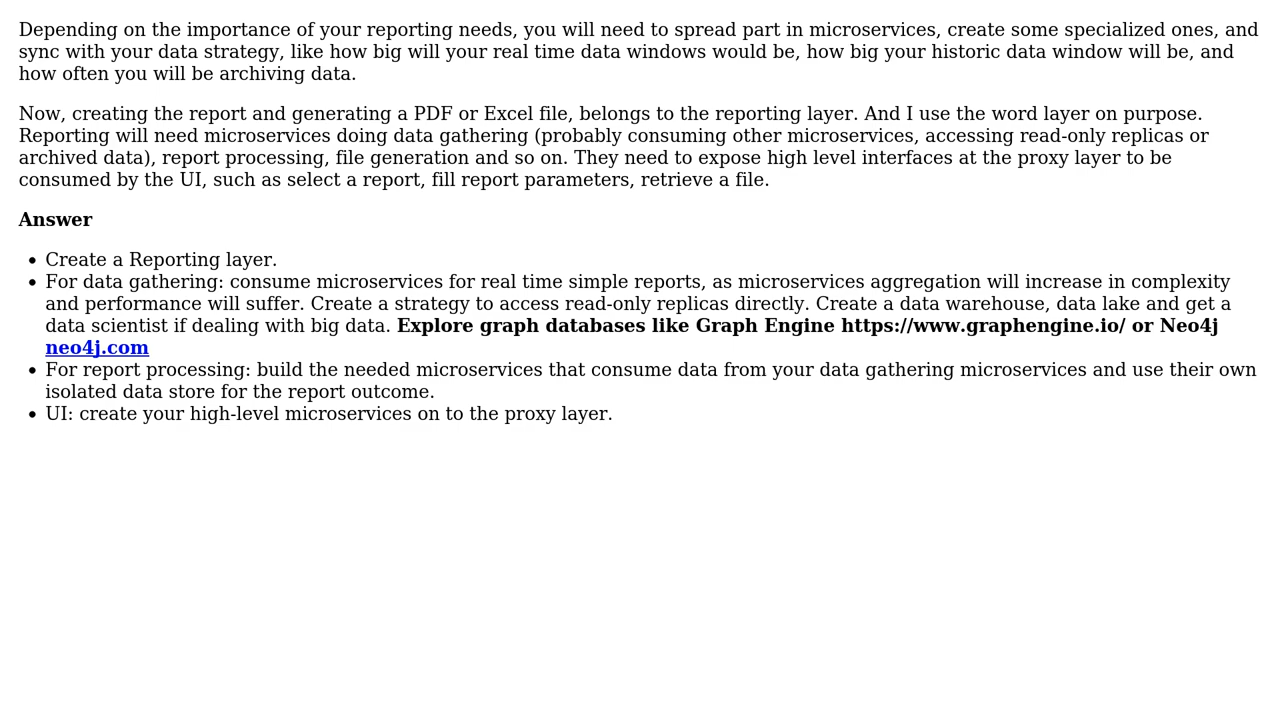 Depending on the importance of your reporting needs, you will need to spread part in microservices, create some specialized ones, and
sync with your data strategy, like how big will your real time data windows would be, how big your historic data window will be, and
how often you will be archiving data.
Now, creating the report and generating a PDF or Excel file, belongs to the reporting layer. And I use the word layer on purpose.
Reporting will need microservices doing data gathering (probably consuming other microservices, accessing read-only replicas or
archived data), report processing, file generation and so on. They need to expose high level interfaces at the proxy layer to be
consumed by the UI, such as select a report, fill report parameters, retrieve a file.
Answer
• Create a Reporting layer.
• For data gathering: consume microservices for real time simple reports, as microservices aggregation will increase in complexity
and performance will suffer. Create a strategy to access read-only replicas directly. Create a data warehouse, data lake and get a
data scientist if dealing with big data. Explore graph databases like Graph Engine https://www.graphengine.io/ or Neo4j
neo4j.com
• For report processing: build the needed microservices that consume data from your data gathering microservices and use their own
isolated data store for the report outcome.
• UI: create your high-level microservices on to the proxy layer.